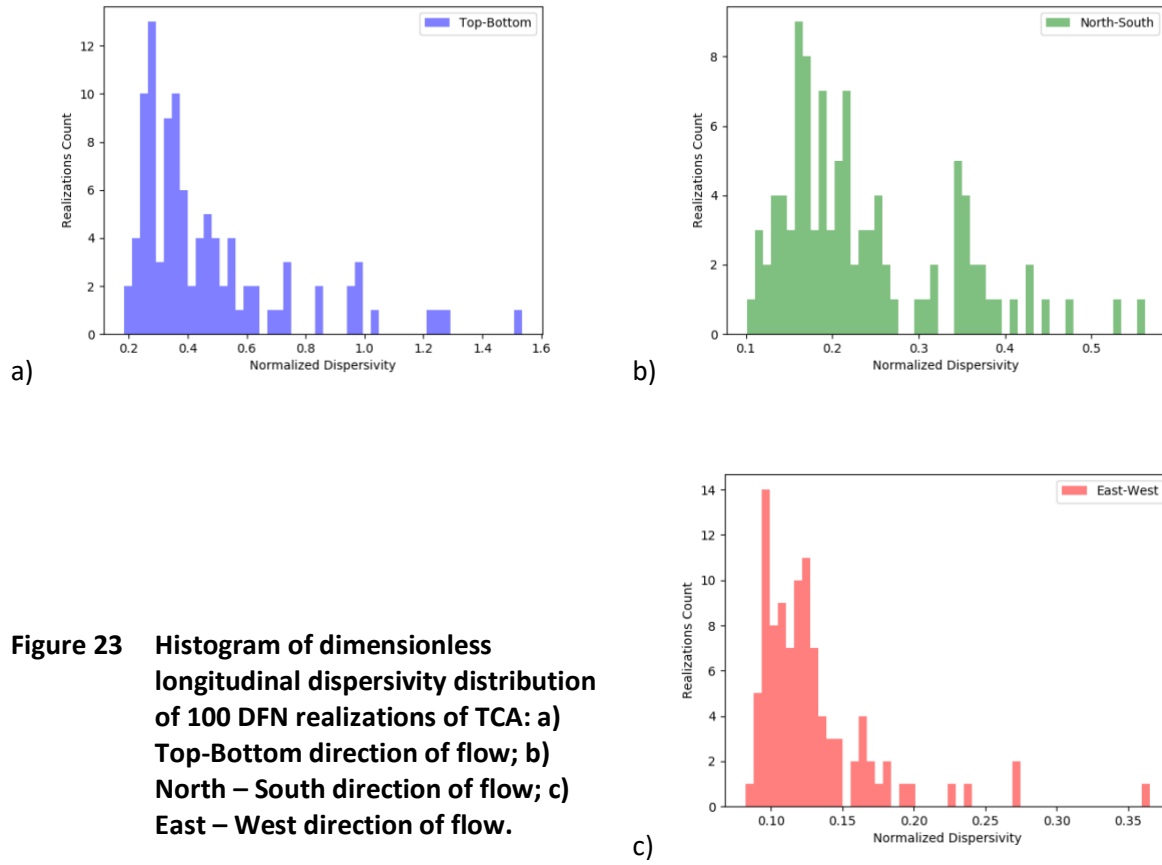 Top-Bottom
12
10
8
6
4
2
0
Realizations Count
0.2 0.4 0.6 0.8 1.0 1.2 1.4 1.6
Normalized Dispersivity
a)
North-South
8
6
4
2
0
Realizations Count
0.1 0.2 0.3 0.4 0.5
Normalized Dispersivity
b)
East-West
14
12
10
8
6
4
2
0
Realizations Count
0.10 0.15 0.20 0.25 0.30 0.35
Normalized Dispersivity
c)
Figure 23 Histogram of dimensionless
longitudinal dispersivity distribution
of 100 DFN realizations of TCA: a)
Top-Bottom direction of flow; b)
North – South direction of flow; c)
East – West direction of flow.